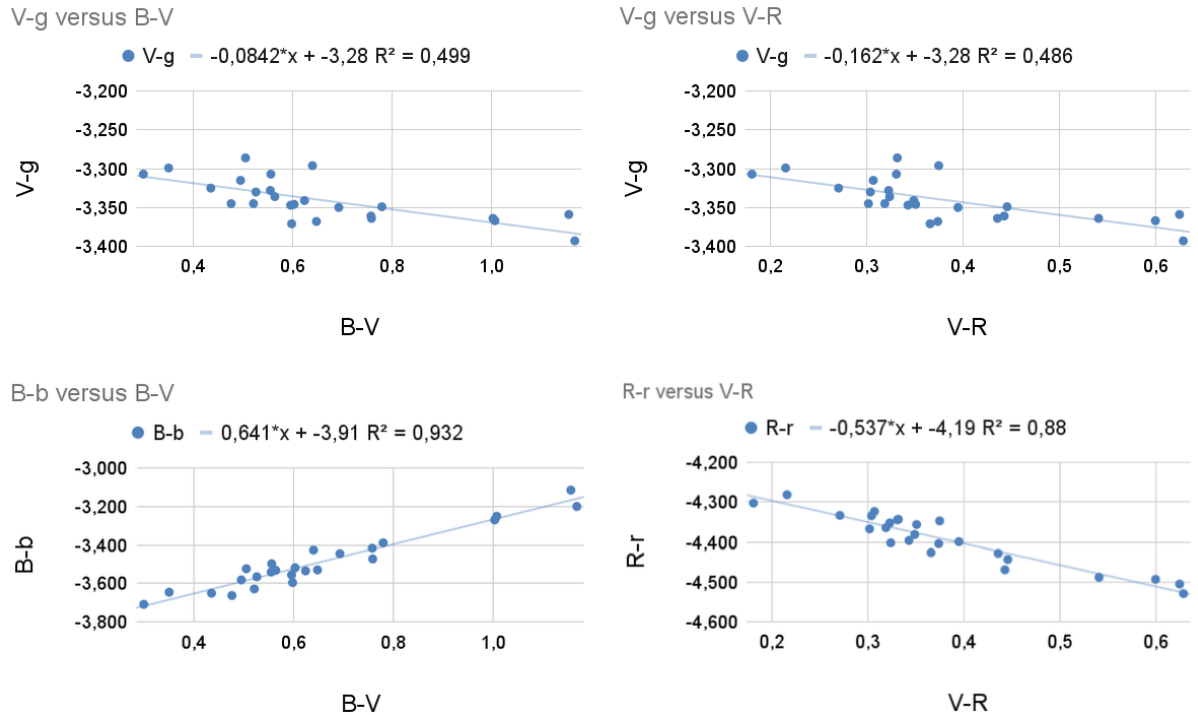 V-g versus B-V
V-g -0,0842*x + -3,28 R² = 0,499
-3,200
-3,250
-3,300
-3,350
-3,400
V-g
0,4 0,6 0,8 1,0
B-V
V-g versus V-R
V-g -0,162*x + -3,28 R² = 0,486
-3,200
-3,250
-3,300
-3,350
-3,400
V-g
0,2 0,3 0,4 0,5 0,6
V-R
B-b versus B-V
B-b 0,641*x + -3,91 R² = 0,932
-3,000
-3,200
-3,400
-3,600
-3,800
B-b
0,4 0,6 0,8 1,0
B-V
R-r versus V-R
R-r -0,537*x + -4,19 R² = 0,88
-4,200
-4,300
-4,400
-4,500
-4,600
R-r
0,2 0,3 0,4 0,5 0,6
V-R